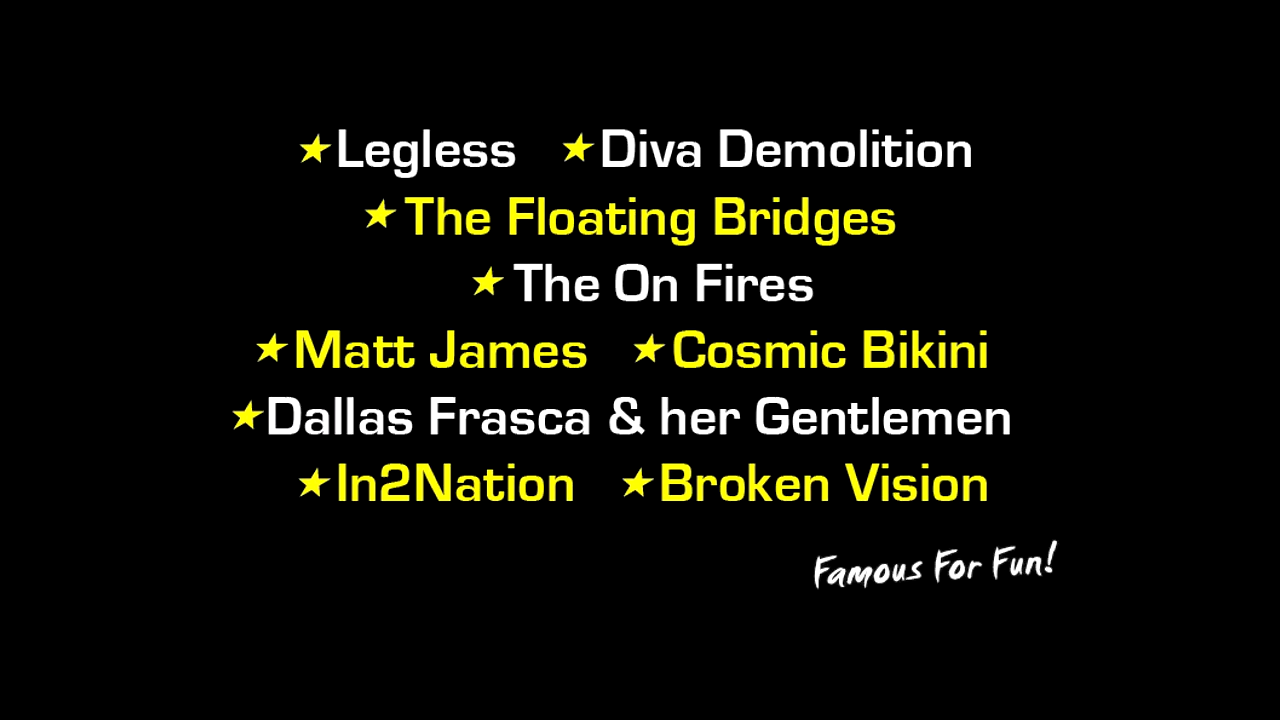 ★Legless ★Diva Demolition
★The Floating Bridges
★The On Fires
★Matt James ★Cosmic Bikini
★Dallas Frasca & her Gentlemen
★In2Nation ★Broken Vision
Famous For Fun!